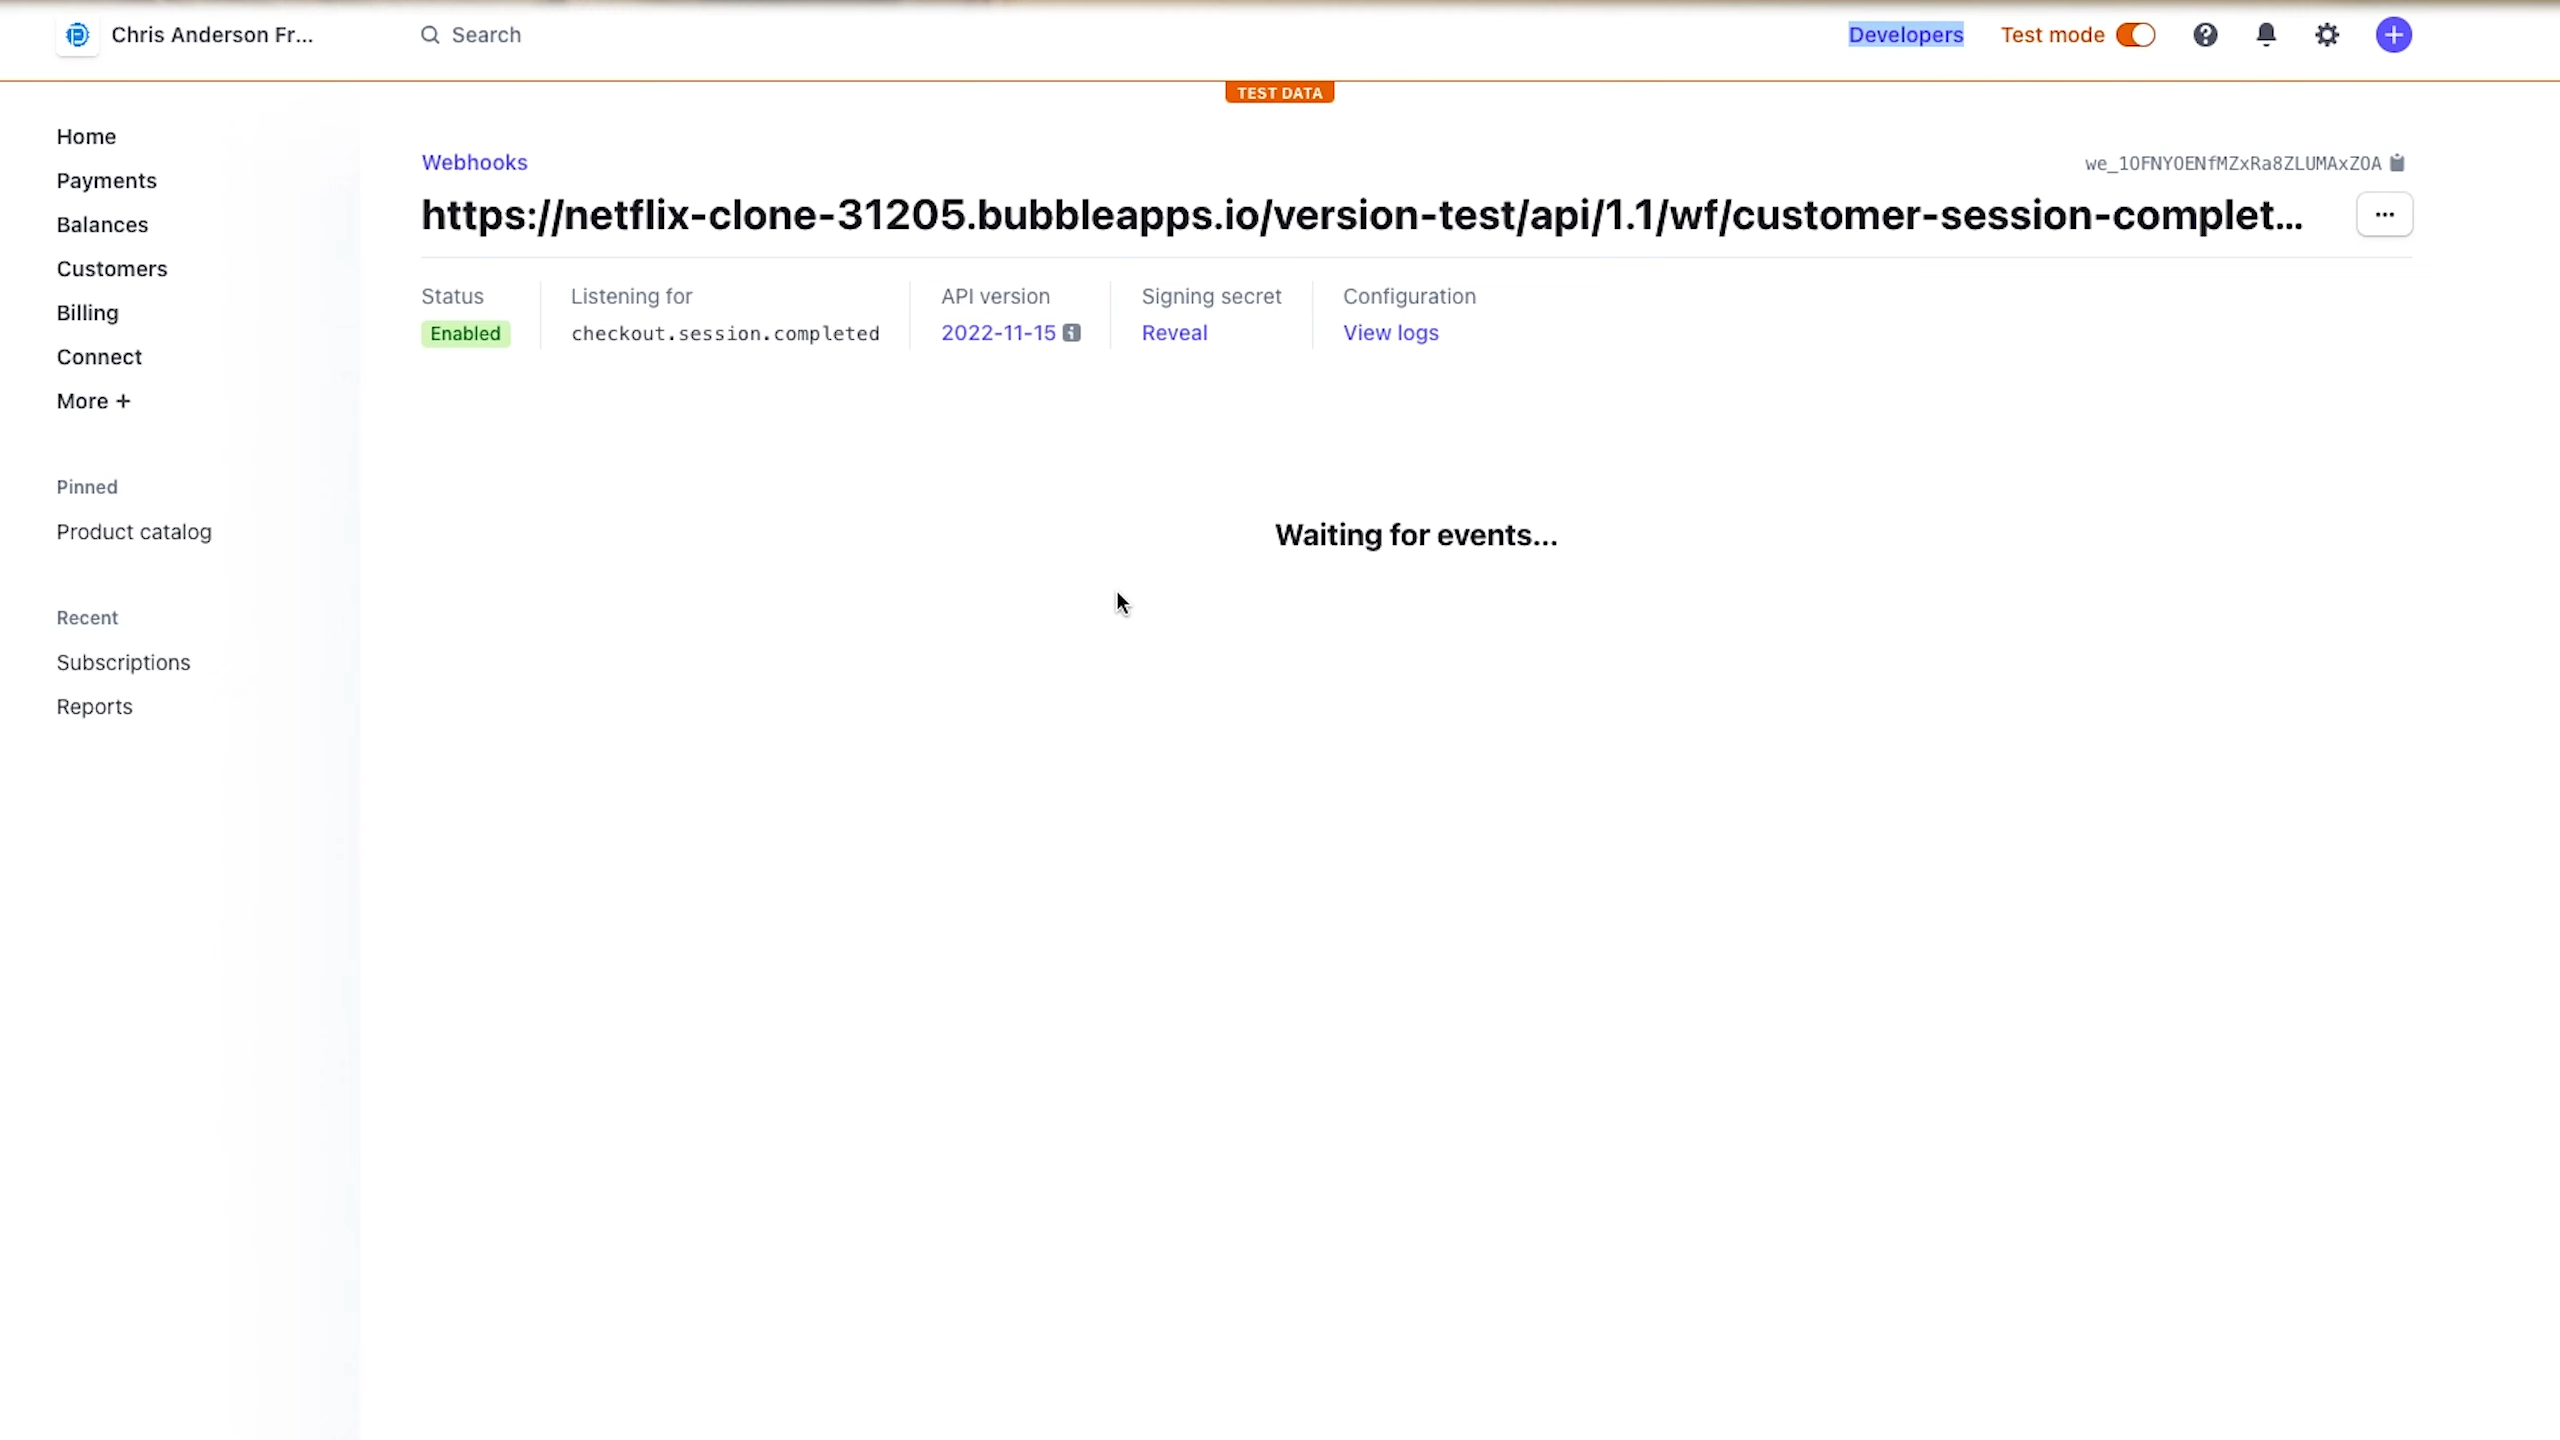 Chris Anderson Fr...
Search
Developers
Test mode
TEST DATA
Home
Payments
Balances
Customers
Billing
Connect
More +
Pinned
Product catalog
Recent
Subscriptions
Reports
Webhooks
we_1OFNYOENfMZxRa8ZLUMAxZOA
https://netflix-clone-31205.bubbleapps.io/version-test/api/1.1/wf/customer-session-complet...
Status
Enabled
Listening for
checkout.session.completed
API version
2022-11-15
Signing secret
Reveal
Configuration
View logs
Waiting for events...